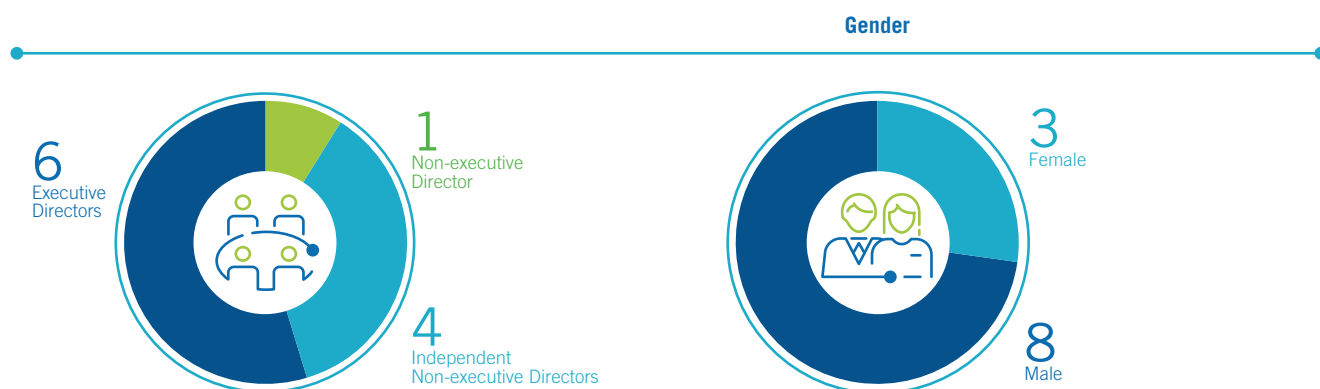 Gender
6
Executive
Directors
1
Non-executive
Director
4
Independent
Non-executive Directors
3
Female
8
Male